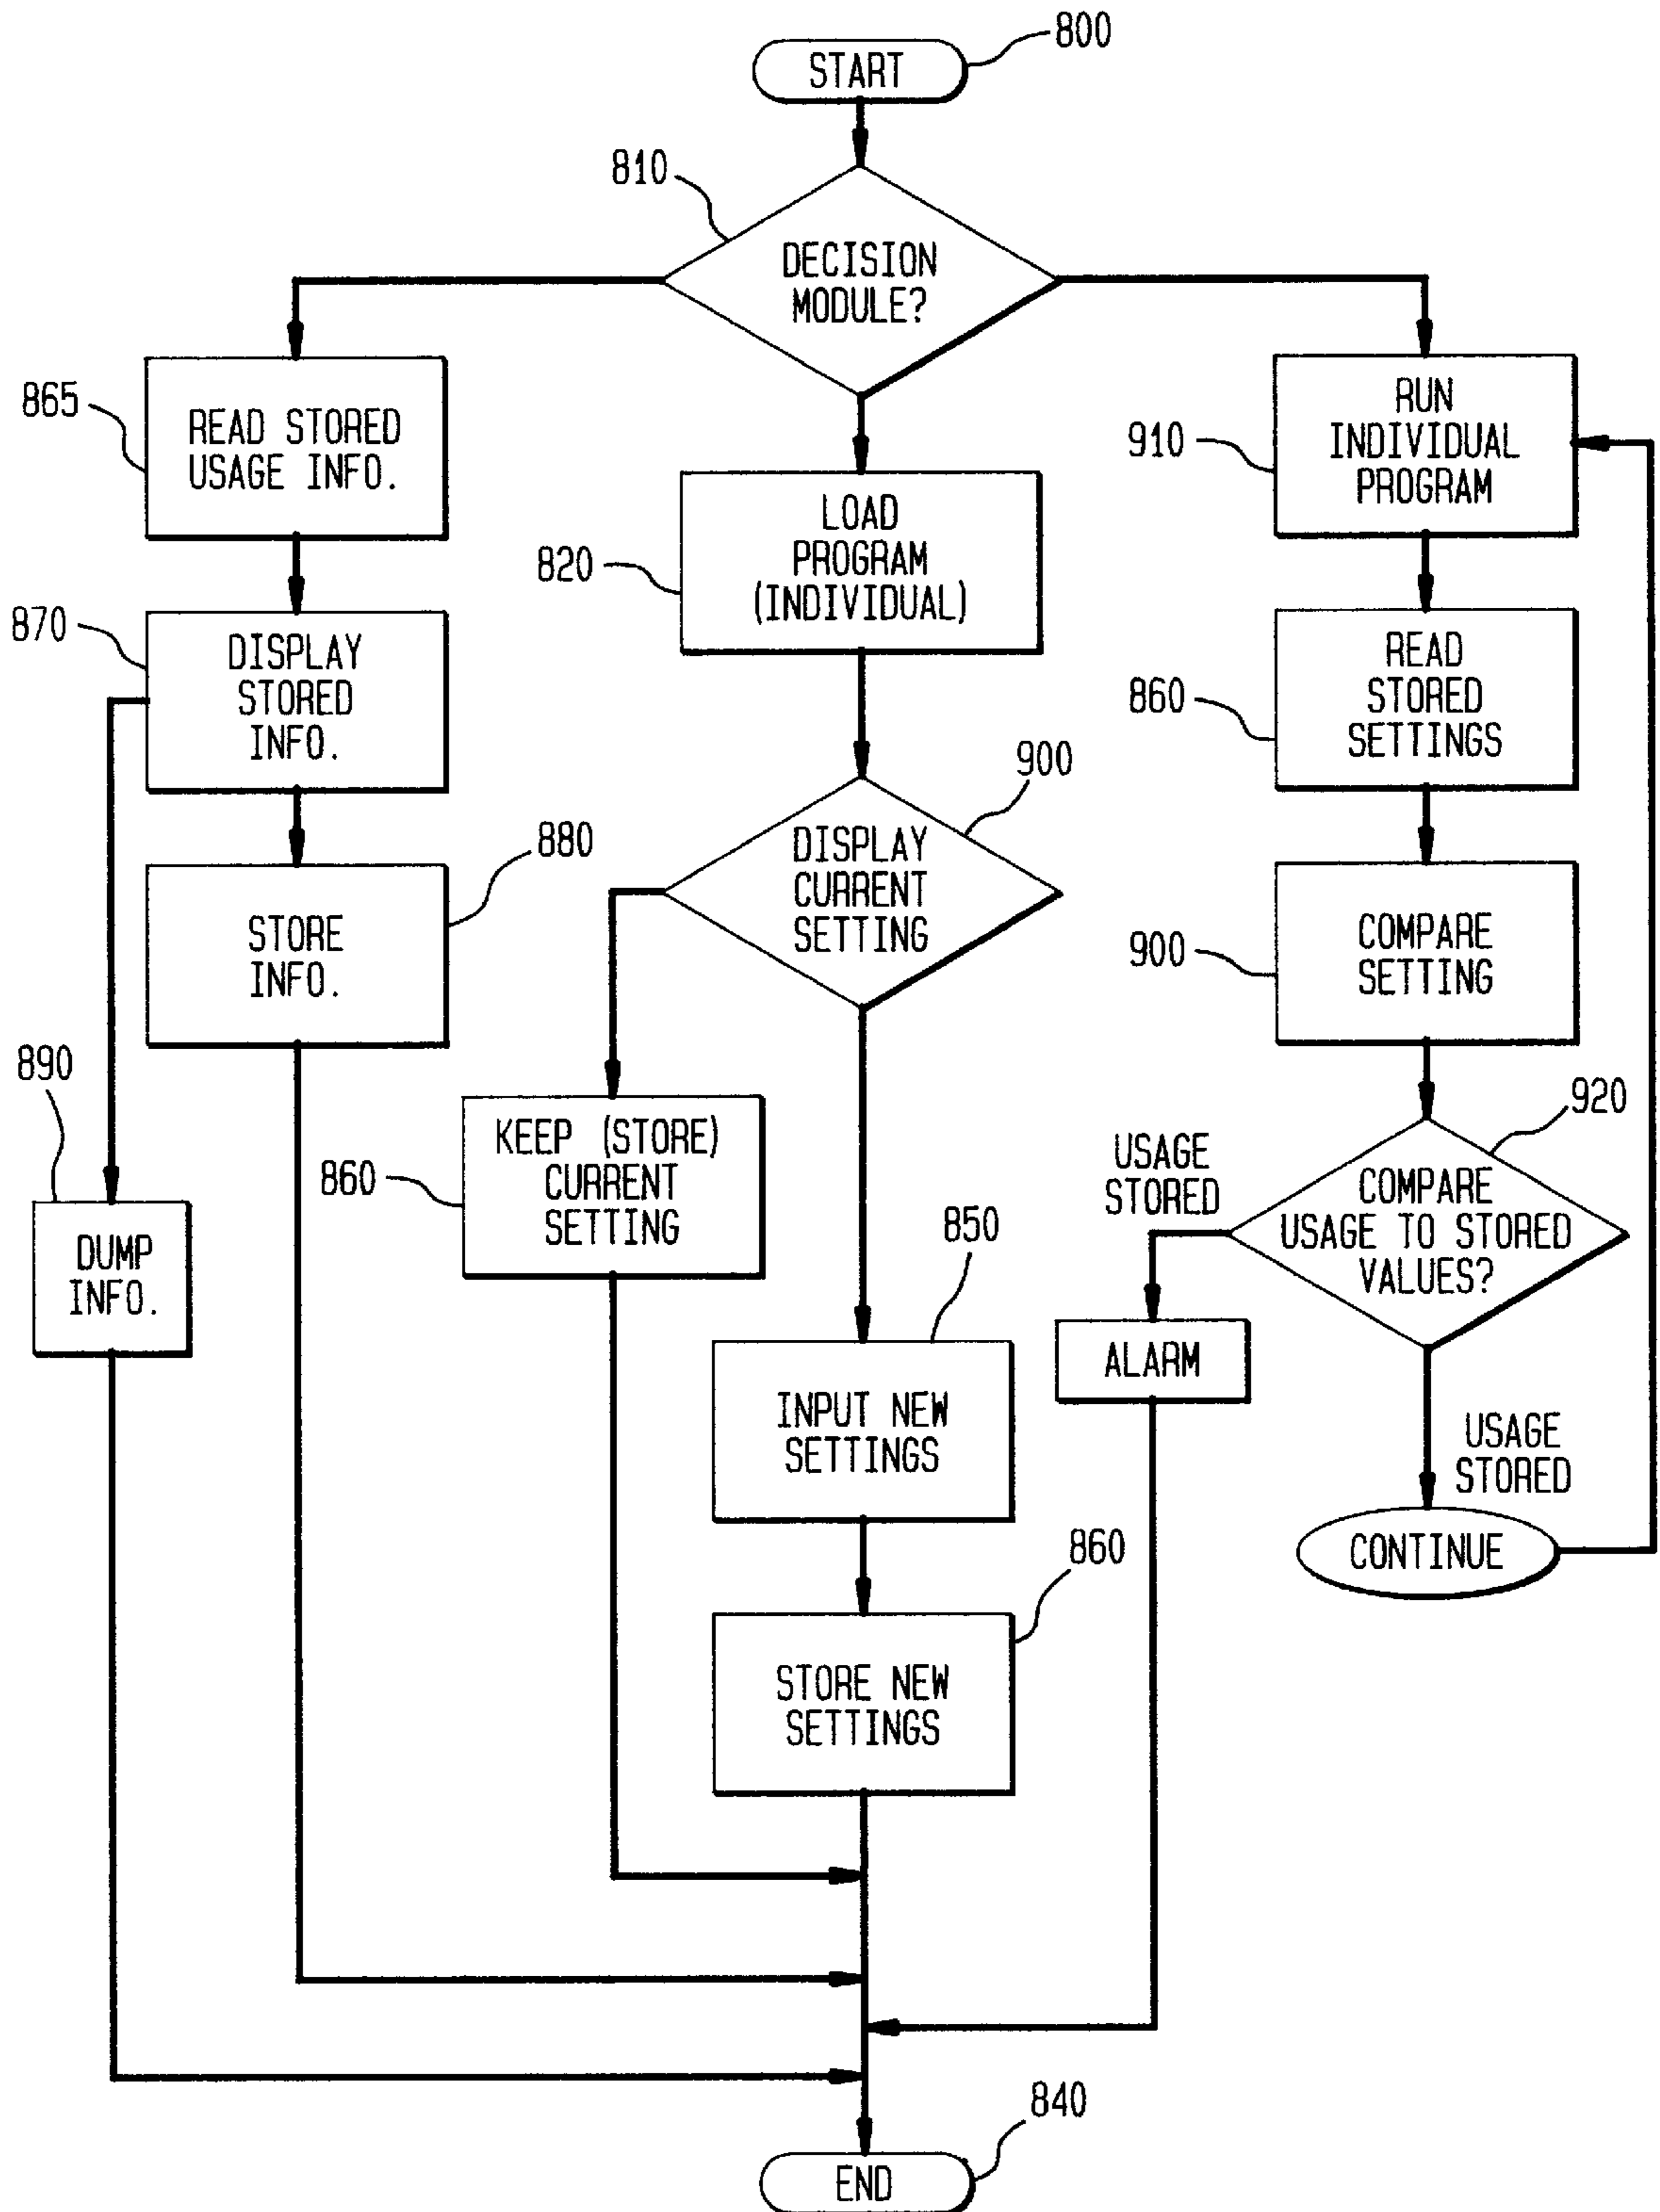 800
START
810
DECISION
MODULE?
865
READ STORED
USAGE INFO.
870
DISPLAY
STORED
INFO.
880
STORE
INFO.
890
DUMP
INFO.
820
LOAD
PROGRAM
(INDIVIDUAL)
900
DISPLAY
CURRENT
SETTING
860
KEEP (STORE)
CURRENT
SETTING
850
INPUT NEW
SETTINGS
860
STORE NEW
SETTINGS
910
RUN
INDIVIDUAL
PROGRAM
860
READ
STORED
SETTINGS
900
COMPARE
SETTING
920
COMPARE
USAGE TO STORED
VALUES?
USAGE
STORED
ALARM
USAGE
STORED
CONTINUE
840
END